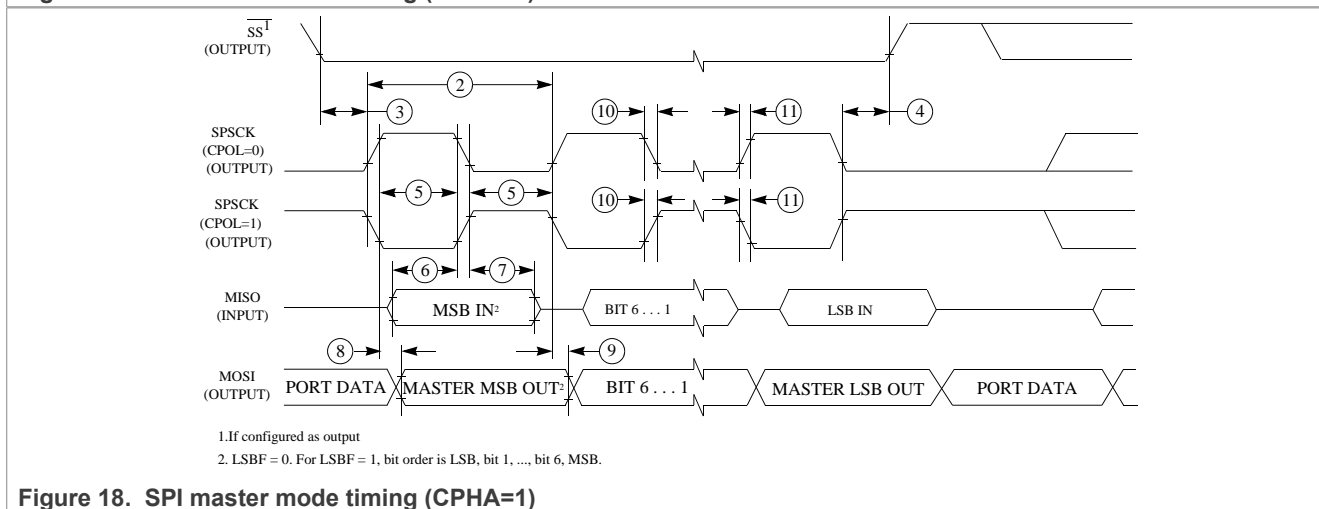 SS1
(OUTPUT)
2
3
10
11
4
SPSCK
(CPOL=0)
(OUTPUT)
5
5
SPSCK
(CPOL=1)
(OUTPUT)
10
11
6
7
MISO
(INPUT)
MSB IN2
BIT 6 . . . 1
LSB IN
8
9
MOSI
(OUTPUT)
PORT DATA
MASTER MSB OUT2
BIT 6 . . . 1
MASTER LSB OUT
PORT DATA
1.If configured as output
2. LSBF = 0. For LSBF = 1, bit order is LSB, bit 1, ..., bit 6, MSB.
Figure 18. SPI master mode timing (CPHA=1)